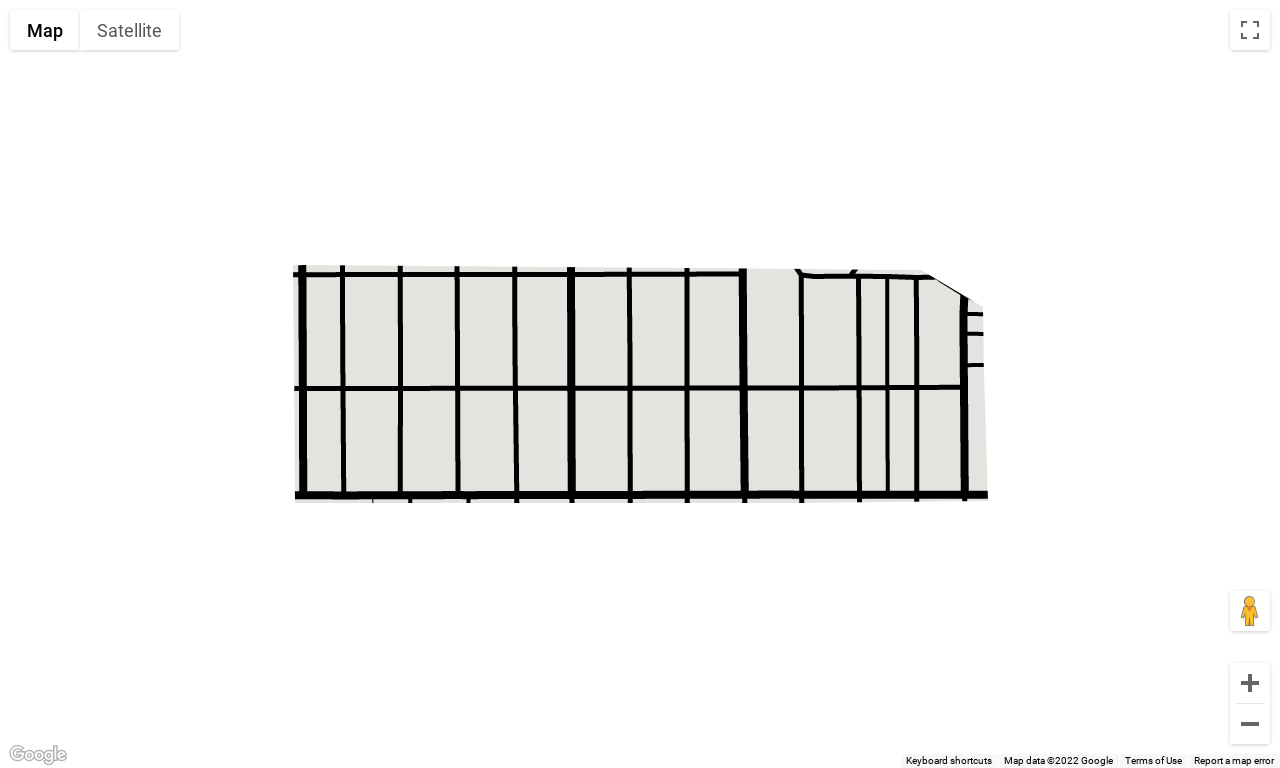 Map Satellite
Google
Keyboard shortcuts Map data ©2022 Google Terms of Use Report a map error